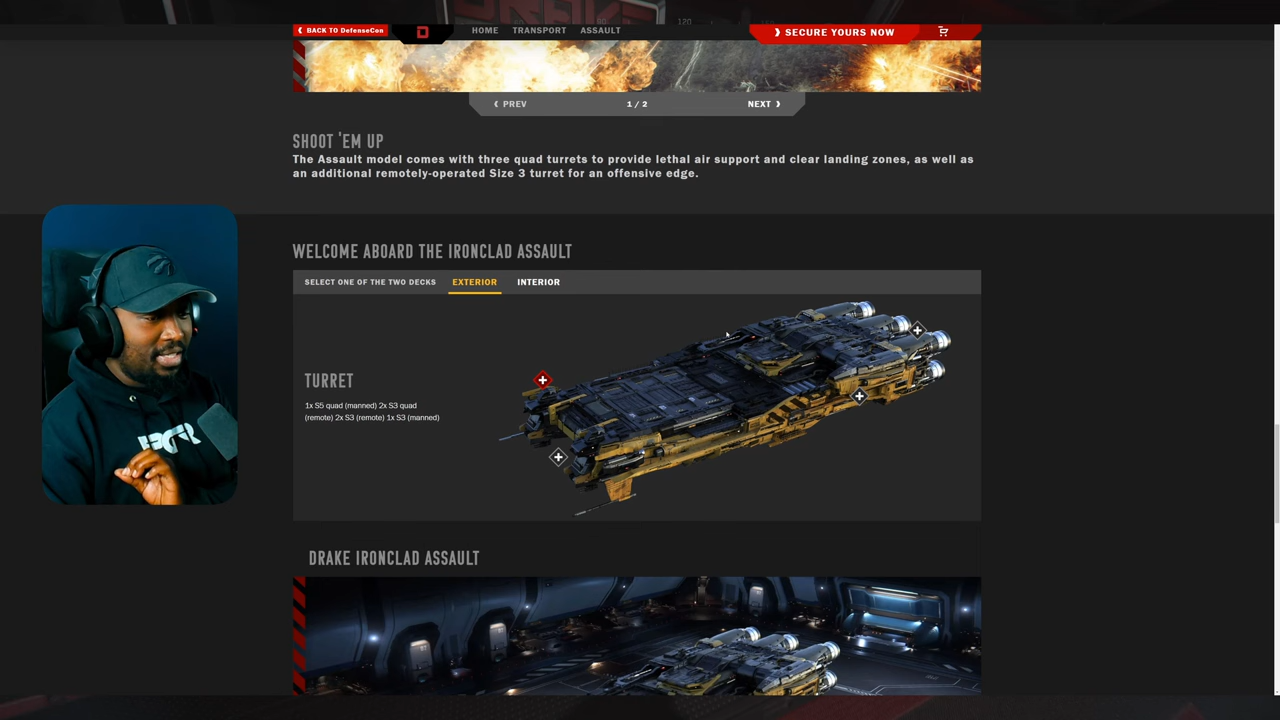 120
BACK TO DefenseCon
HOME TRANSPORT ASSAULT
SECURE YOURS NOW
PREV 1 / 2 NEXT
SHOOT 'EM UP
The Assault model comes with three quad turrets to provide lethal air support and clear landing zones, as well as
an additional remotely-operated Size 3 turret for an offensive edge.
WELCOME ABOARD THE IRONCLAD ASSAULT
SELECT ONE OF THE TWO DECKS EXTERIOR INTERIOR
TURRET
1x S5 quad (manned) 2x S3 quad
(remote) 2x S3 (remote) 1x S3 (manned)
DRAKE IRONCLAD ASSAULT